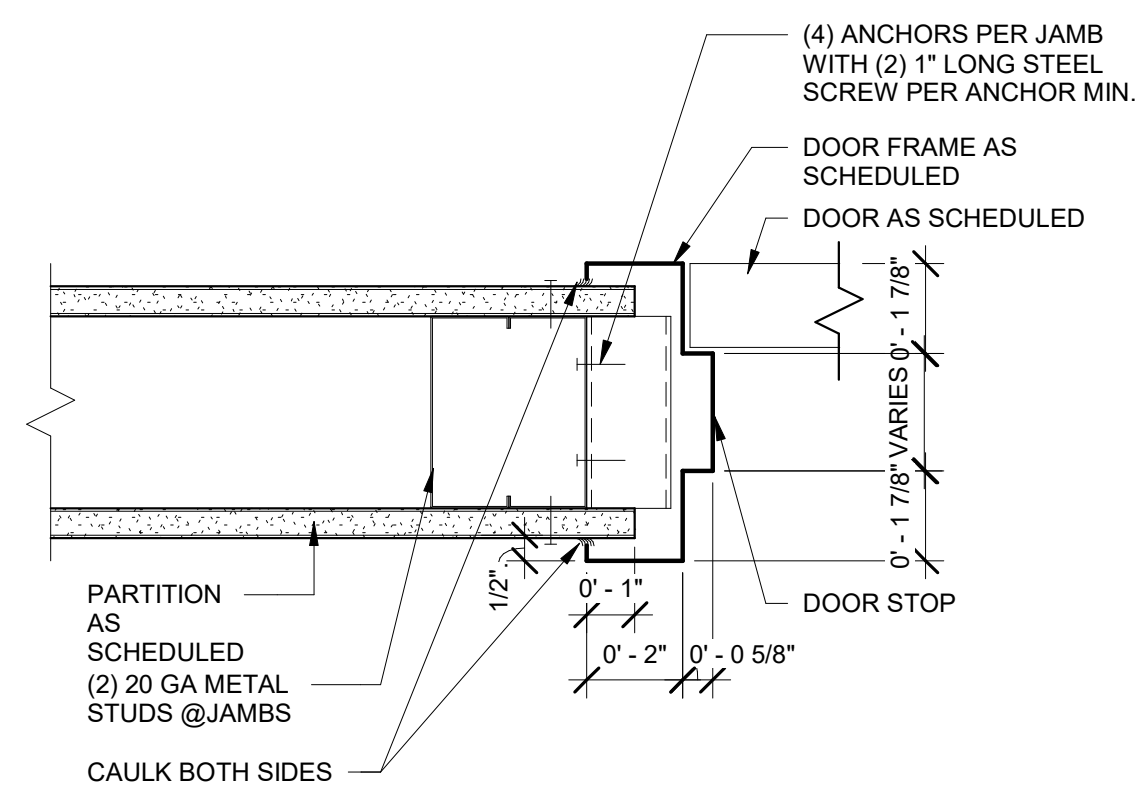 (4) ANCHORS PER JAMB
WITH (2) 1" LONG STEEL
SCREW PER ANCHOR MIN.
DOOR FRAME AS
SCHEDULED
DOOR AS SCHEDULED
0' - 1 7/8"
VARIES
0' - 1 7/8"
1/2"
0' - 1"
0' - 2"
0' - 0 5/8"
DOOR STOP
PARTITION
AS
SCHEDULED
(2) 20 GA METAL
STUDS @JAMBS
CAULK BOTH SIDES